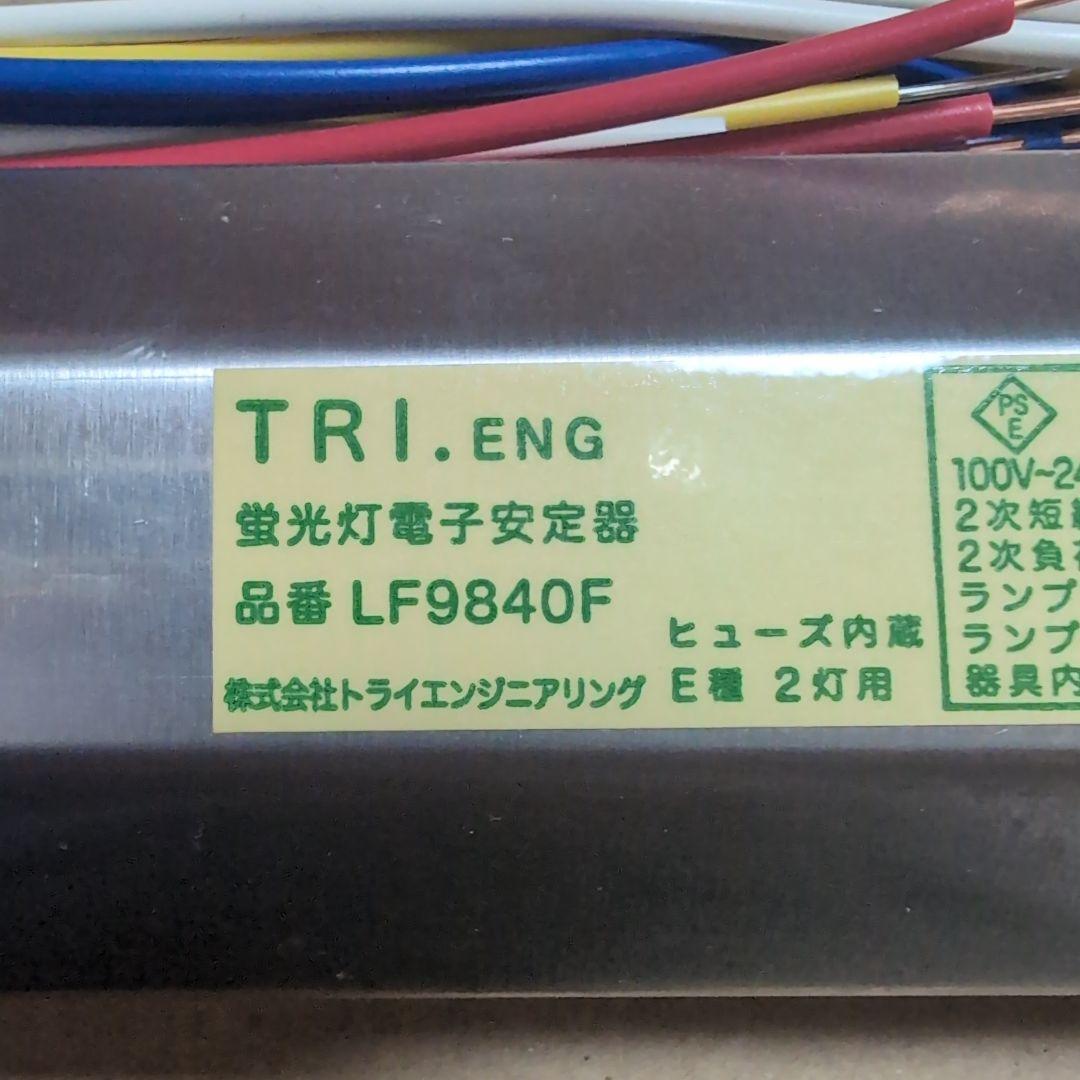 TRI.ENG
蛍光灯電子安定器
品番 LF9840F
株式会社トライエンジニアリング
ヒューズ内蔵
E種 2灯用
PS
E
100V~24
2次短
2次負
ランプ
ランプ
器具内